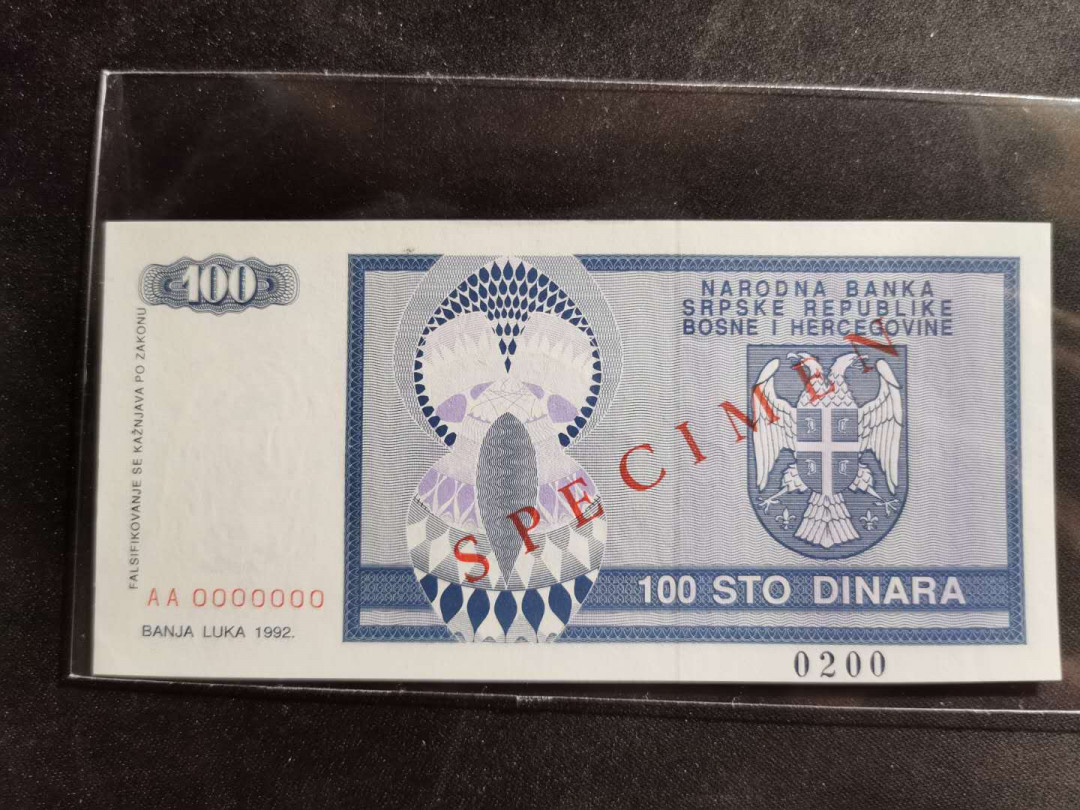 100
FALSIFIKOVANJE SE KAŽNJAVA PO ZAKONU
NARODNA BANKA
SRPSKE REPUBLIKE
BOSNE I HERCEGOVINE
SPECIMEN
100 STO DINARA
AA 0000000
BANJA LUKA 1992.
0200